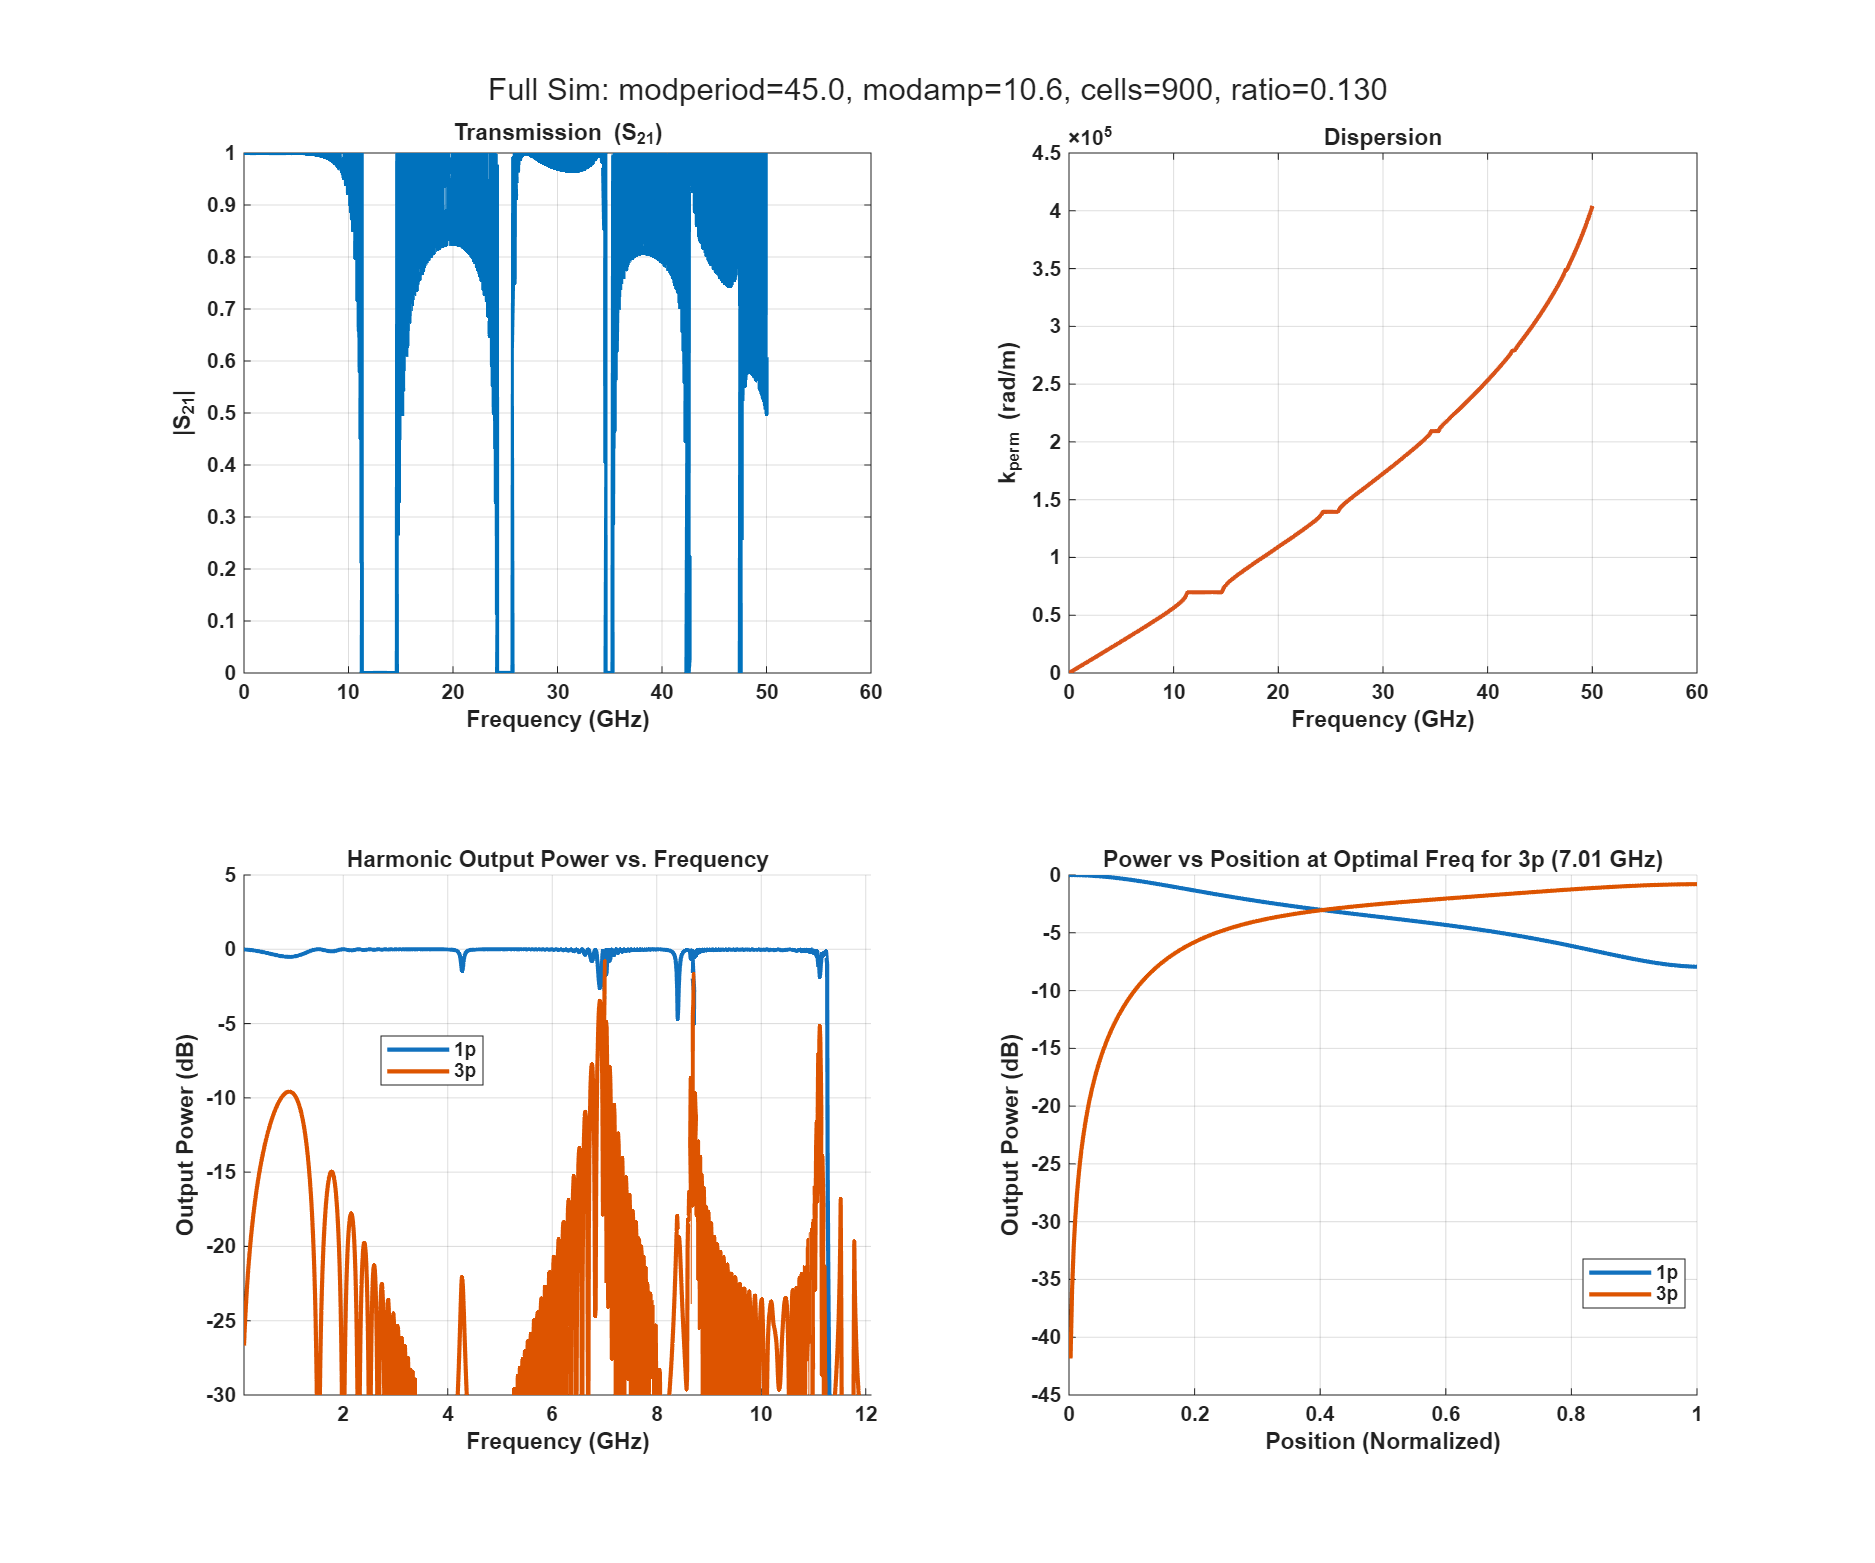 Full Sim: modperiod=45.0, modamp=10.6, cells=900, ratio=0.130
Transmission (S21)
1
0.9
0.8
0.7
0.6
0.5
0.4
0.3
0.2
0.1
0
|S21|
0 10 20 30 40 50 60
Frequency (GHz)
×10^5
Dispersion
4.5
4
3.5
3
2.5
2
1.5
1
0.5
0
kperm (rad/m)
0 10 20 30 40 50 60
Frequency (GHz)
Harmonic Output Power vs. Frequency
5
0
-5
-10
-15
-20
-25
-30
Output Power (dB)
1p
3p
2 4 6 8 10 12
Frequency (GHz)
Power vs Position at Optimal Freq for 3p (7.01 GHz)
0
-5
-10
-15
-20
-25
-30
-35
-40
-45
Output Power (dB)
1p
3p
0 0.2 0.4 0.6 0.8 1
Position (Normalized)